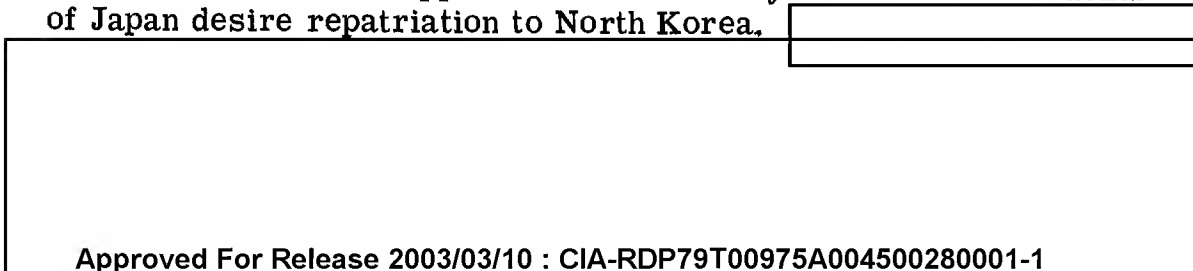 of Japan desire repatriation to North Korea.
Approved For Release 2003/03/10 : CIA-RDP79T00975A004500280001-1